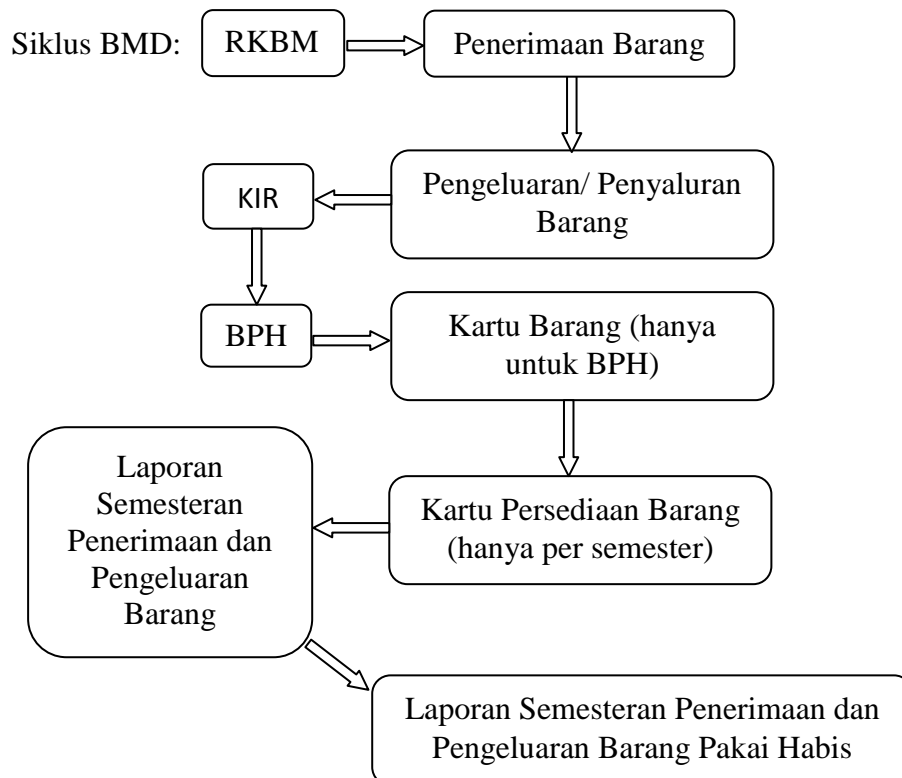 Siklus BMD:
RKBM
Penerimaan Barang
Pengeluaran/ Penyaluran
Barang
KIR
BPH
Kartu Barang (hanya
untuk BPH)
Kartu Persediaan Barang
(hanya per semester)
Laporan
Semesteran
Penerimaan dan
Pengeluaran
Barang
Laporan Semesteran Penerimaan dan
Pengeluaran Barang Pakai Habis